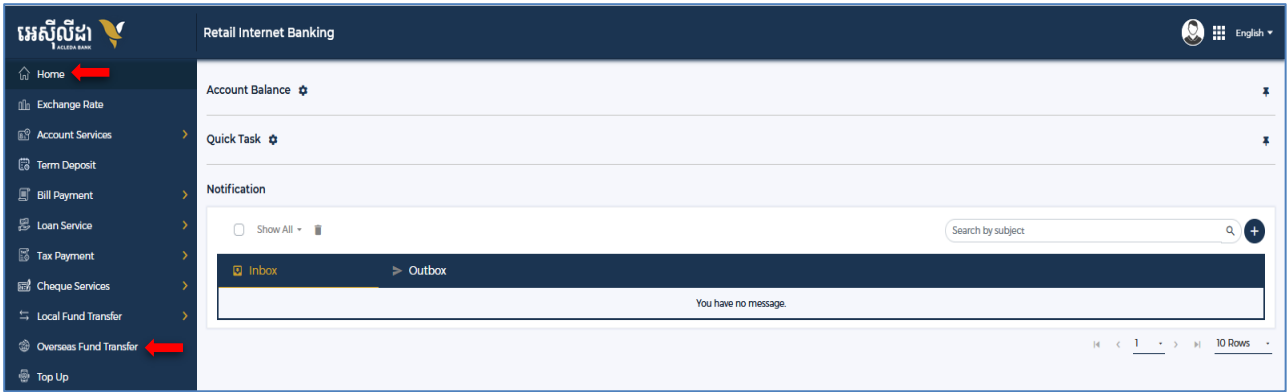 អេស៊ីលីដា
ACLEDA BANK
Retail Internet Banking
English
Home
Exchange Rate
Account Services
Term Deposit
Bill Payment
Loan Service
Tax Payment
Cheque Services
Local Fund Transfer
Overseas Fund Transfer
Top Up
Account Balance
Quick Task
Notification
Show All
Search by subject
Inbox
Outbox
You have no message.
1
10 Rows